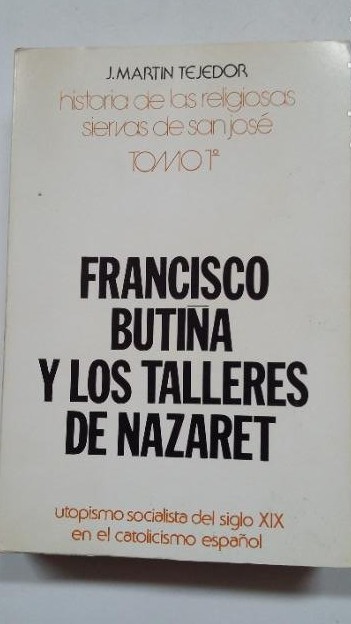 J. MARTIN TEJEDOR
historia de las religiosas
siervas de san josé
TOMO 1º
FRANCISCO
BUTIÑA
Y LOS TALLERES
DE NAZARET
utopismo socialista del siglo XIX
en el catolicismo español